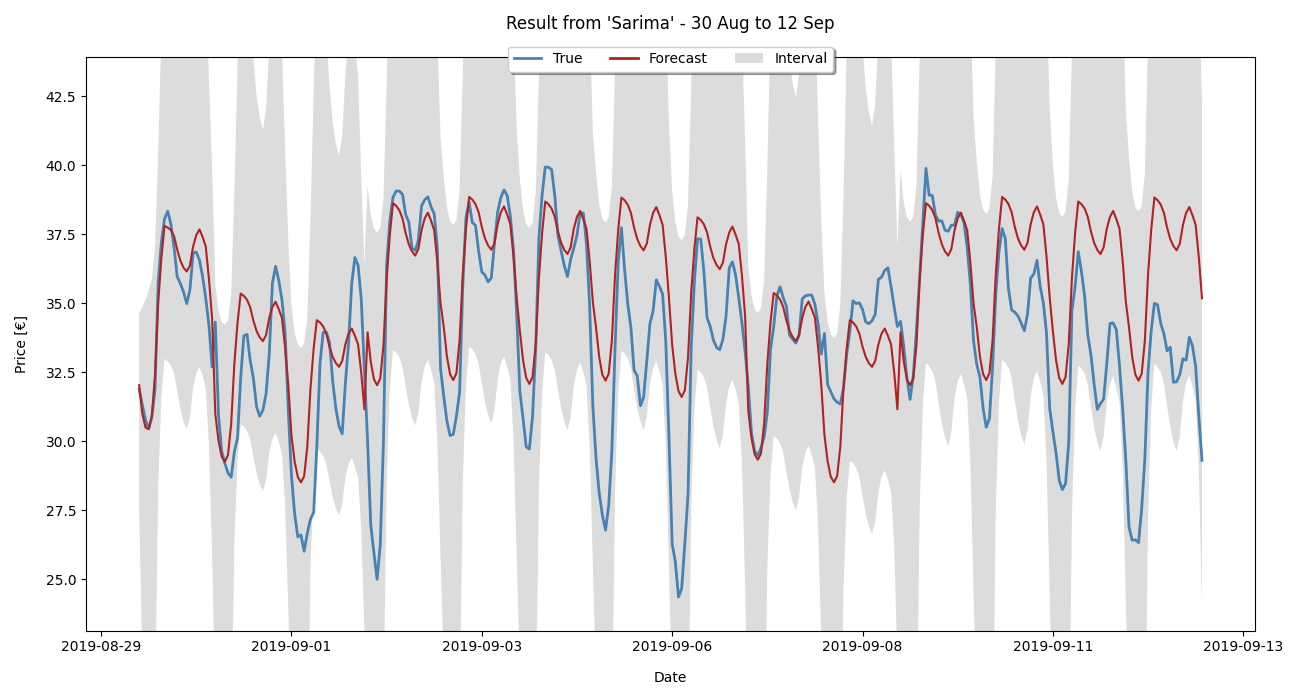 Result from 'Sarima' - 30 Aug to 12 Sep
True Forecast Interval
Price [€]
42.5
40.0
37.5
35.0
32.5
30.0
27.5
25.0
2019-08-29 2019-09-01 2019-09-03 2019-09-06 2019-09-08 2019-09-11 2019-09-13
Date